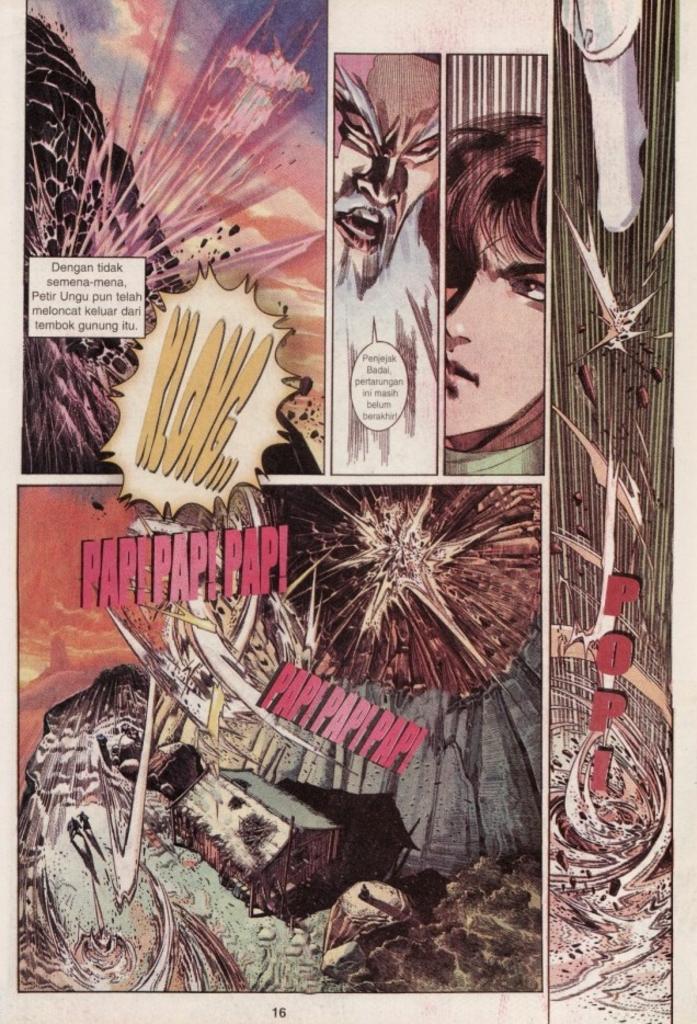 Dengan tidak
semena-mena,
Petir Ungu pun telah
meloncat keluar dari
tembok gunung itu.
KLONG...
Penjejak
Badai,
pertarungan
ini masih
belum
berakhir!
PAP! PAP! PAP!
PAP! PAP! PAP!
POP!
16